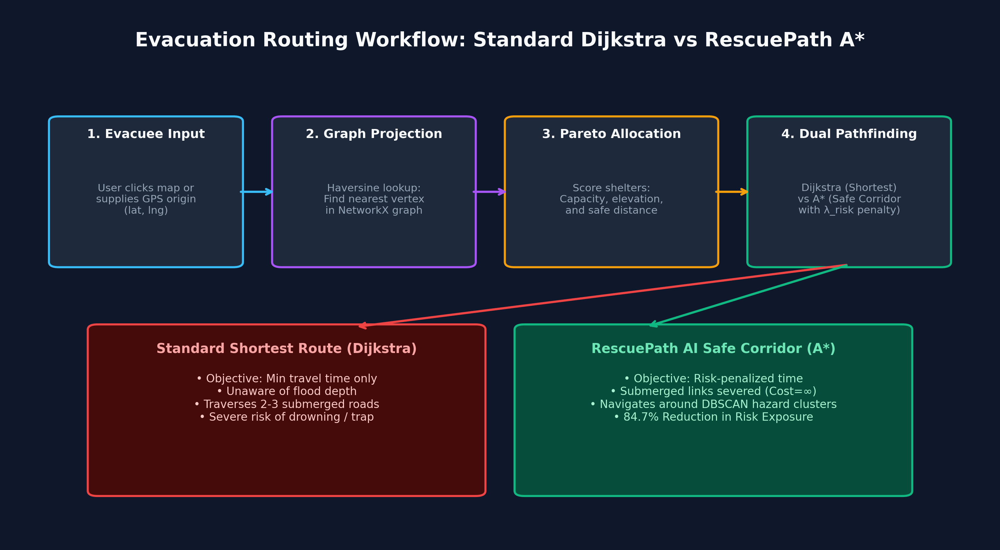 Evacuation Routing Workflow: Standard Dijkstra vs RescuePath A*
1. Evacuee Input
User clicks map or
supplies GPS origin
(lat, lng)
2. Graph Projection
Haversine lookup:
Find nearest vertex
in NetworkX graph
3. Pareto Allocation
Score shelters:
Capacity, elevation,
and safe distance
4. Dual Pathfinding
Dijkstra (Shortest)
vs A* (Safe Corridor
with λ_risk penalty)
Standard Shortest Route (Dijkstra)
• Objective: Min travel time only
• Unaware of flood depth
• Traverses 2-3 submerged roads
• Severe risk of drowning / trap
RescuePath AI Safe Corridor (A*)
• Objective: Risk-penalized time
• Submerged links severed (Cost=∞)
• Navigates around DBSCAN hazard clusters
• 84.7% Reduction in Risk Exposure